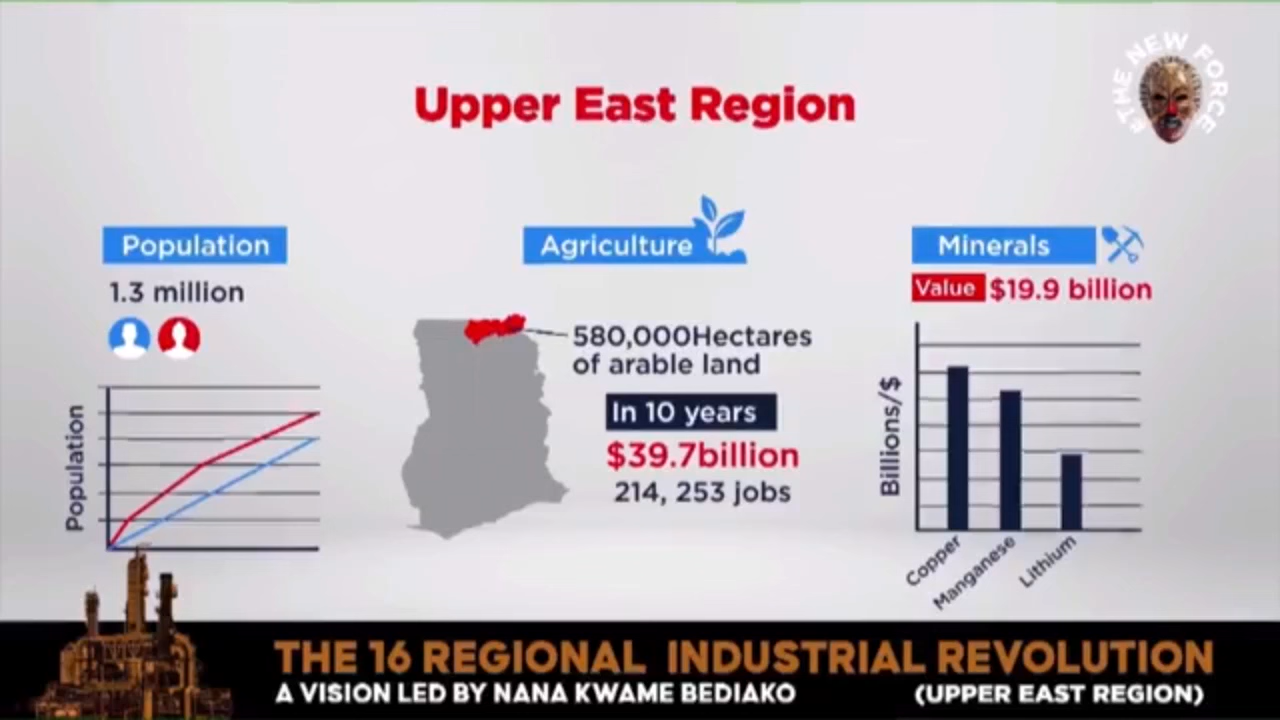 THE NEW FORCE
Upper East Region
Population
1.3 million
Population
Agriculture
580,000Hectares
of arable land
In 10 years
$39.7billion
214, 253 jobs
Minerals
Value $19.9 billion
Billions/$
Copper
Manganese
Lithium
THE 16 REGIONAL INDUSTRIAL REVOLUTION
A VISION LED BY NANA KWAME BEDIAKO
(UPPER EAST REGION)